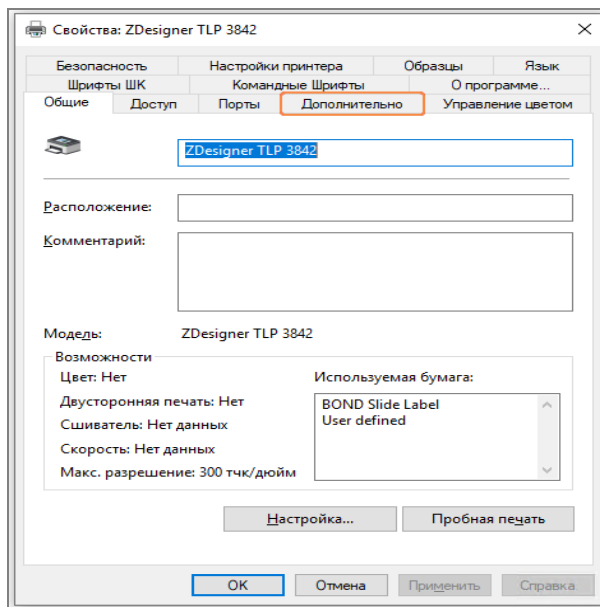 Свойства: ZDesigner TLP 3842
Безопасность Настройки принтера Образцы Язык
Шрифты ШК Командные Шрифты О программе...
Общие Доступ Порты Дополнительно Управление цветом
ZDesigner TLP 3842
Расположение:
Комментарий:
Модель: ZDesigner TLP 3842
Возможности
Цвет: Нет Используемая бумага:
Двусторонняя печать: Нет BOND Slide Label
Сшиватель: Нет данных User defined
Скорость: Нет данных
Макс. разрешение: 300 тчк/дюйм
Настройка... Пробная печать
OK Отмена Применить Справка